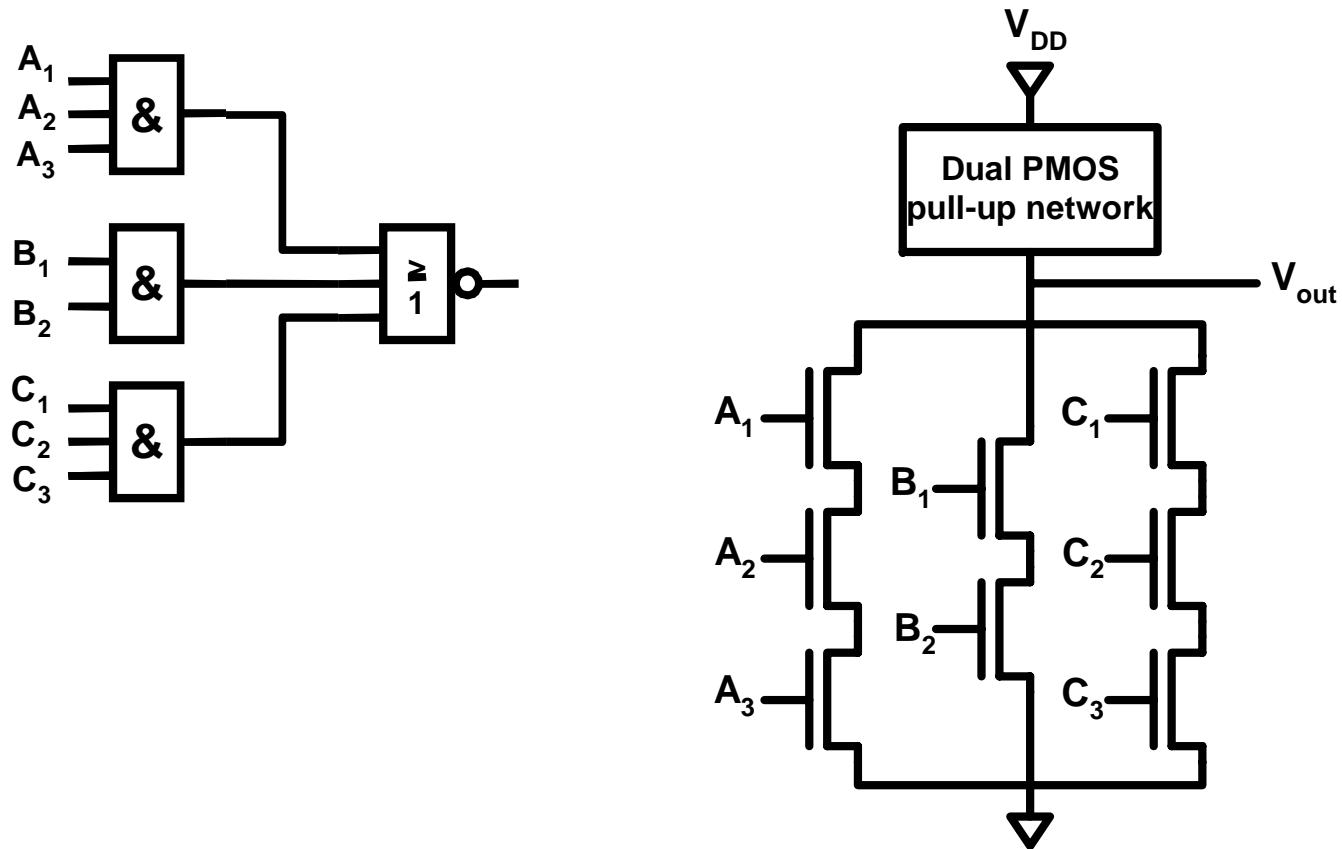 A1
A2
A3
&
B1
B2
&
C1
C2
C3
&
≥
1
VDD
Dual PMOS
pull-up network
Vout
A1
A2
A3
B1
B2
C1
C2
C3